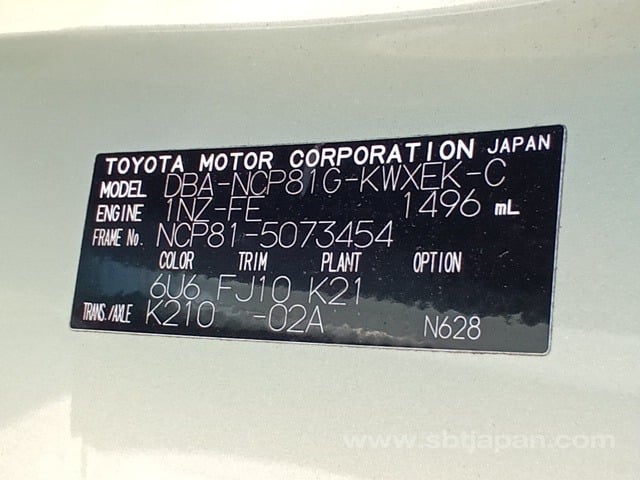 TOYOTA MOTOR CORPORATION JAPAN
MODEL DBA-NCP81G-KWXEK-C
ENGINE 1NZ-FE 1496 mL
FRAME No. NCP81-5073454
COLOR TRIM PLANT OPTION
6U6 FJ10 K21
TRANS./AXLE K210 -02A N628
www.sbtjapan.com